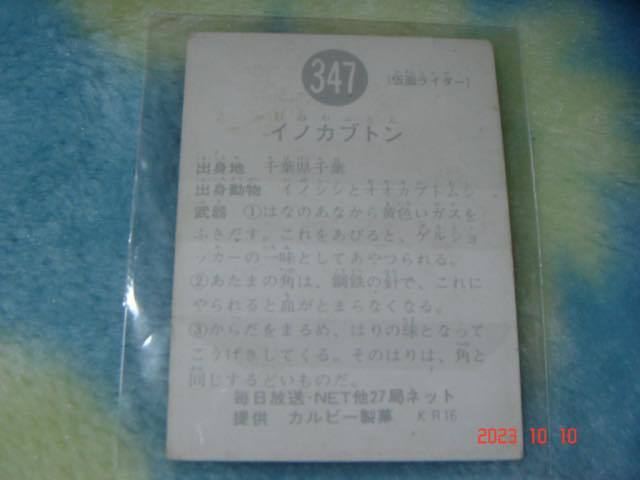 347
(仮面ライダー)
イノカブトン
出身地 千葉県千葉
出身動物 イノシシとオオカブトムシ
武器 ①はなのあなから黄色いガスを
ふきだす。これをあびると、ゲルショ
ッカーの一味としてあやつられる。
②あたまの角は、鋼鉄の針で、これに
やられると血がとまらなくなる。
③からだをまるめ、はりの球となって
こうげきしてくる。そのはりは、角と
同じするどいものだ。
毎日放送・NET他27局ネット
提供 カルビー製菓 KR16
2023 10 10